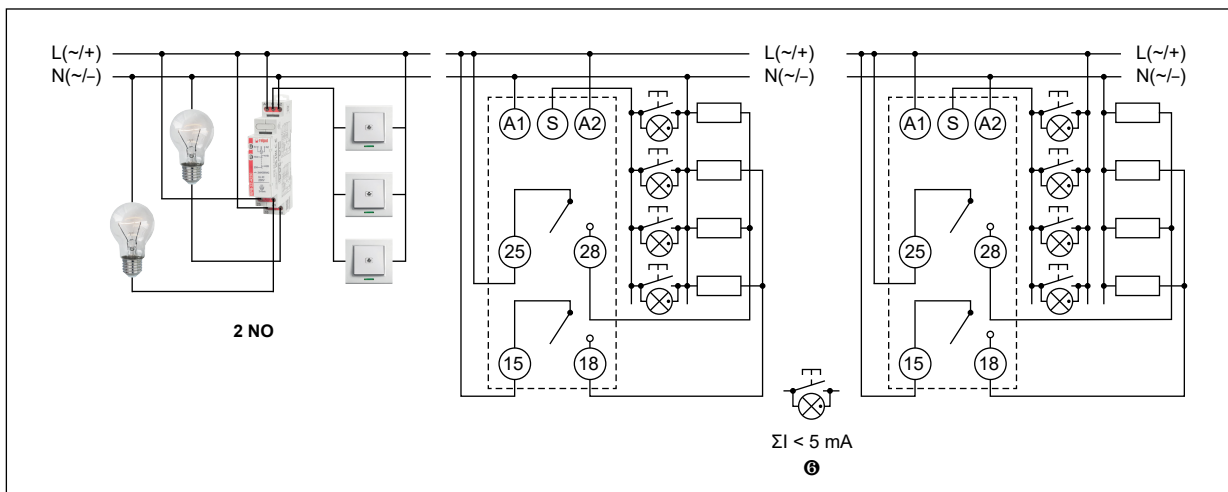 L(~/+)
N(~/–)
2 NO
A1 S A2
25 28
15 18
L(~/+)
N(~/–)
ΣI < 5 mA
❻
A1 S A2
25 28
15 18
L(~/+)
N(~/–)